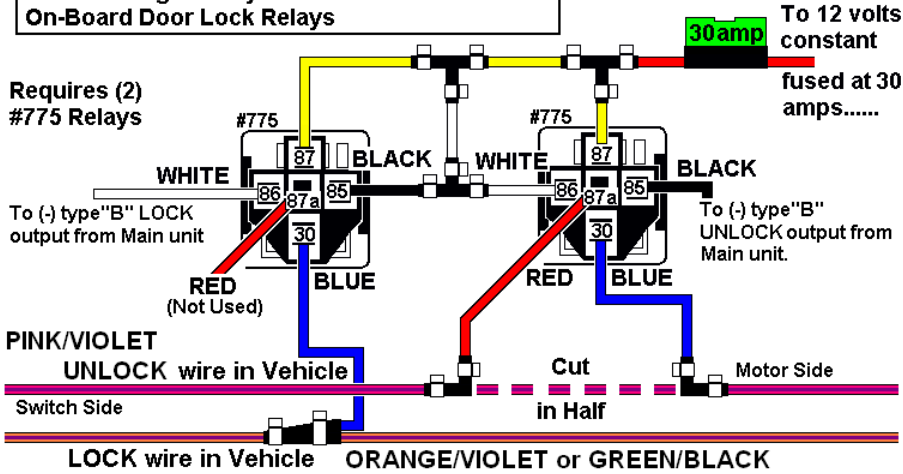 On-Board Door Lock Relays
30amp
To 12 volts
constant
fused at 30
amps......
Requires (2)
#775 Relays
#775
87
86
87a
85
30
WHITE
BLACK
To (-) type"B" LOCK
output from Main unit
RED
(Not Used)
BLUE
#775
87
86
87a
85
30
WHITE
BLACK
To (-) type"B"
UNLOCK output from
Main unit.
RED
BLUE
PINK/VIOLET
UNLOCK wire in Vehicle
Cut
in Half
Motor Side
Switch Side
LOCK wire in Vehicle
ORANGE/VIOLET or GREEN/BLACK